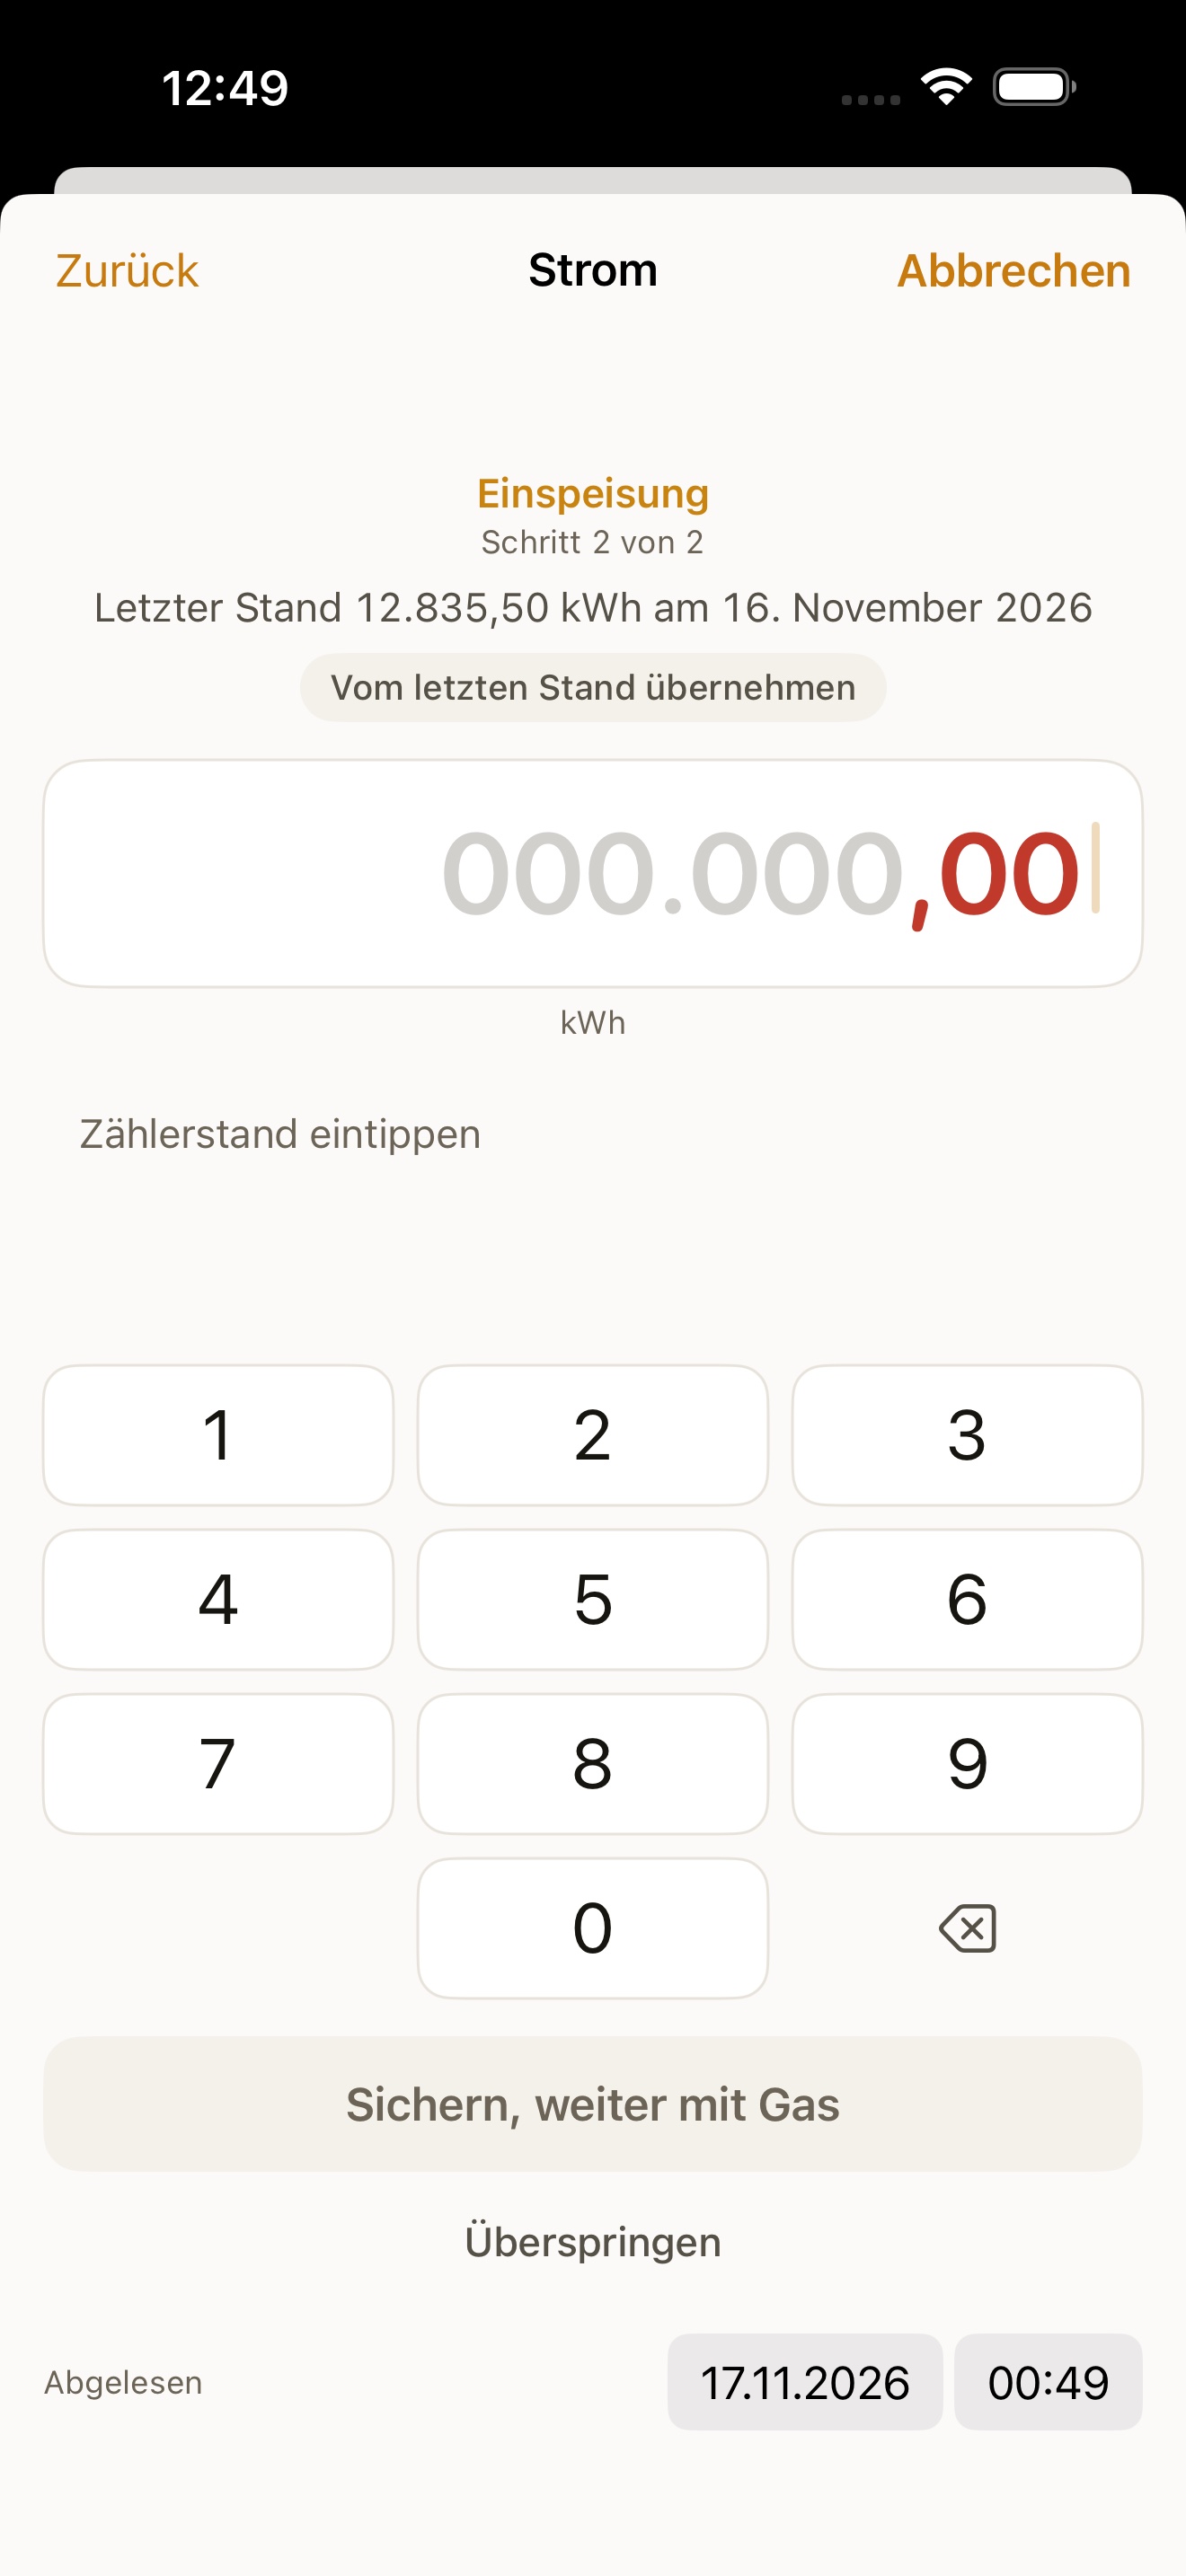 12:49
Zurück Strom Abbrechen
Einspeisung
Schritt 2 von 2
Letzter Stand 12.835,50 kWh am 16. November 2026
Vom letzten Stand übernehmen
000.000,00
kWh
Zählerstand eintippen
1 2 3
4 5 6
7 8 9
0
Sichern, weiter mit Gas
Überspringen
Abgelesen 17.11.2026 00:49